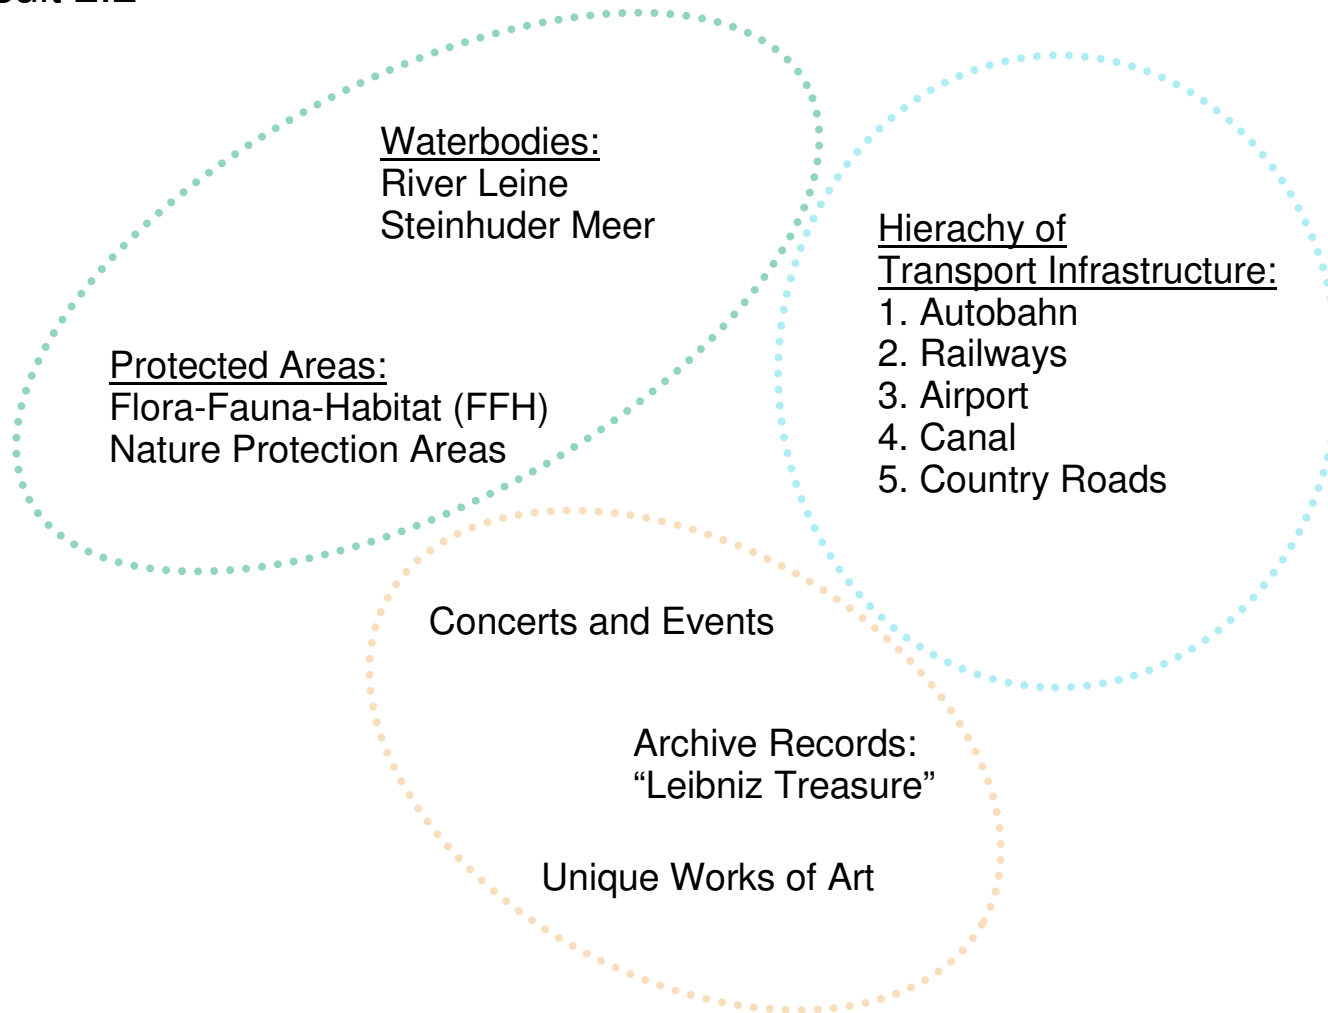 Waterbodies:
River Leine
Steinhuder Meer
Protected Areas:
Flora-Fauna-Habitat (FFH)
Nature Protection Areas
Hierachy of
Transport Infrastructure:
1. Autobahn
2. Railways
3. Airport
4. Canal
5. Country Roads
Concerts and Events
Archive Records:
“Leibniz Treasure”
Unique Works of Art